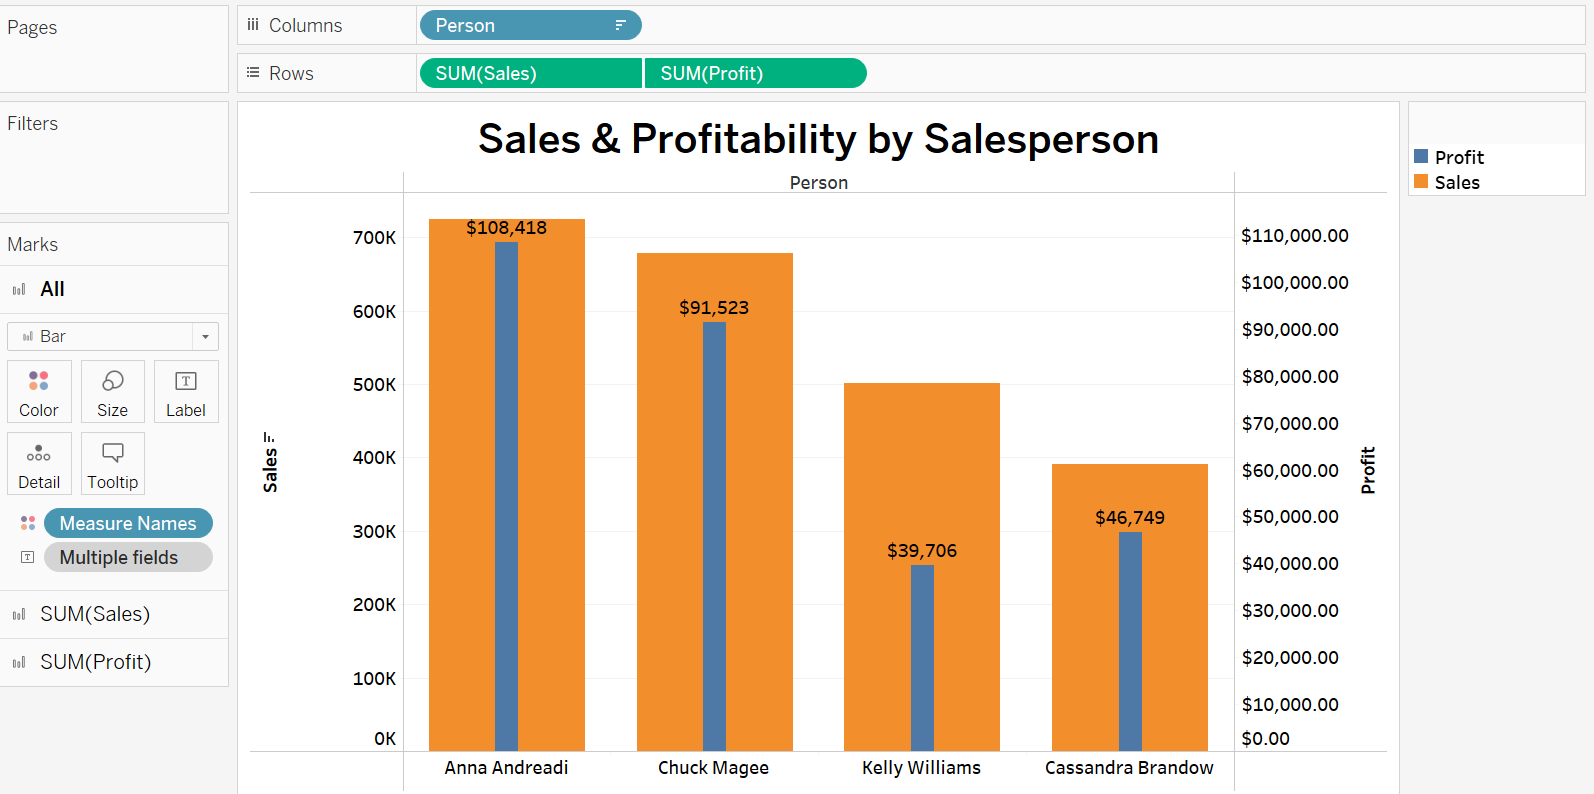 Pages
Columns
Person
Rows
SUM(Sales)
SUM(Profit)
Filters
Marks
All
Bar
Color
Size
Label
Detail
Tooltip
Measure Names
Multiple fields
SUM(Sales)
SUM(Profit)
Sales & Profitability by Salesperson
Person
Sales
700K
600K
500K
400K
300K
200K
100K
0K
$108,418
$91,523
$39,706
$46,749
Anna Andreadi
Chuck Magee
Kelly Williams
Cassandra Brandow
$110,000.00
$100,000.00
$90,000.00
$80,000.00
$70,000.00
$60,000.00
$50,000.00
$40,000.00
$30,000.00
$20,000.00
$10,000.00
$0.00
Profit
Profit
Sales